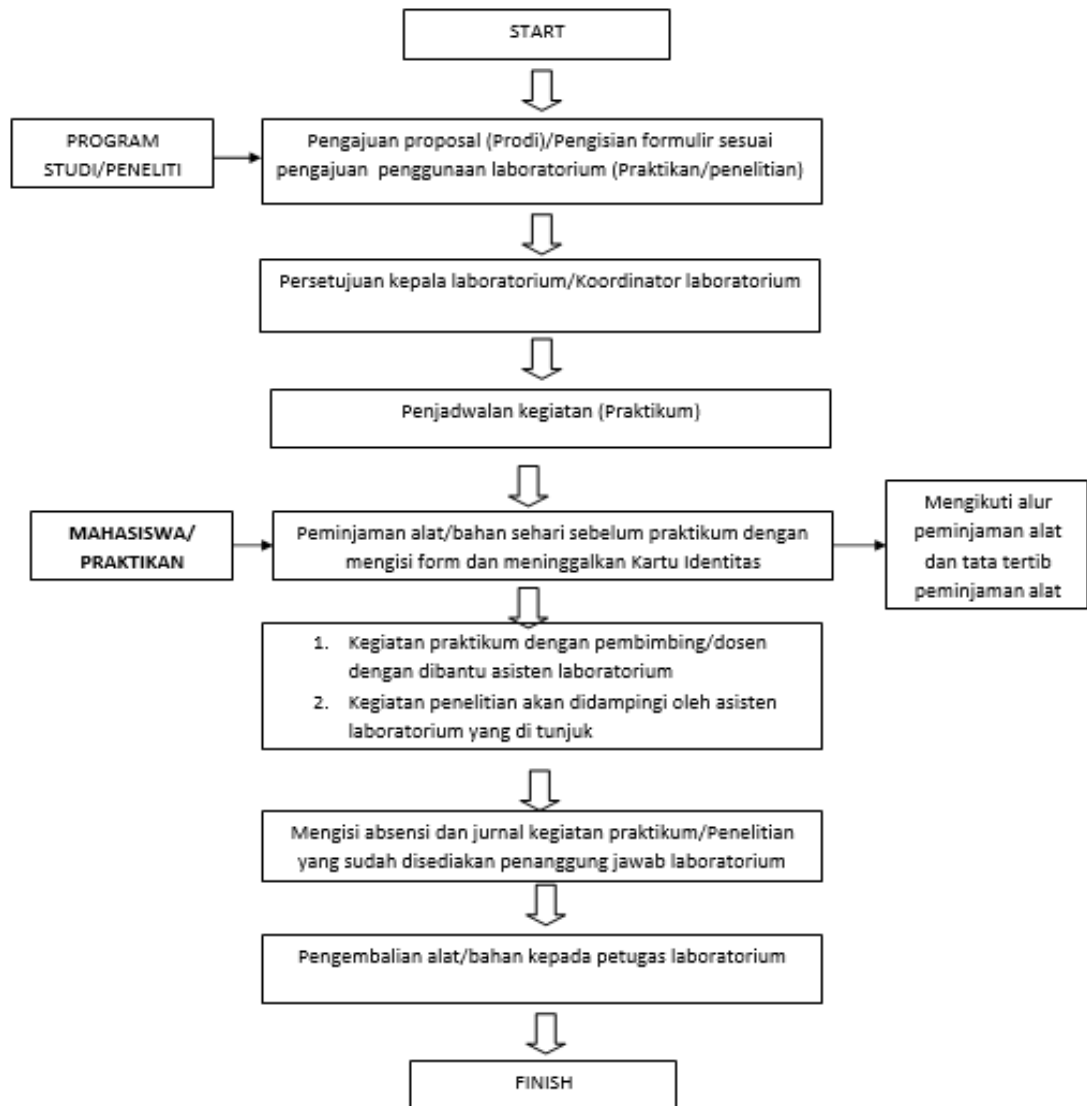 START
PROGRAM
STUDI/PENELITI
Pengajuan proposal (Prodi)/Pengisian formulir sesuai
pengajuan penggunaan laboratorium (Praktikan/penelitian)
Persetujuan kepala laboratorium/Koordinator laboratorium
Penjadwalan kegiatan (Praktikum)
MAHASISWA/
PRAKTIKAN
Peminjaman alat/bahan sehari sebelum praktikum dengan
mengisi form dan meninggalkan Kartu Identitas
Mengikuti alur
peminjaman alat
dan tata tertib
peminjaman alat
1. Kegiatan praktikum dengan pembimbing/dosen
dengan dibantu asisten laboratorium
2. Kegiatan penelitian akan didampingi oleh asisten
laboratorium yang di tunjuk
Mengisi absensi dan jurnal kegiatan praktikum/Penelitian
yang sudah disediakan penanggung jawab laboratorium
Pengembalian alat/bahan kepada petugas laboratorium
FINISH